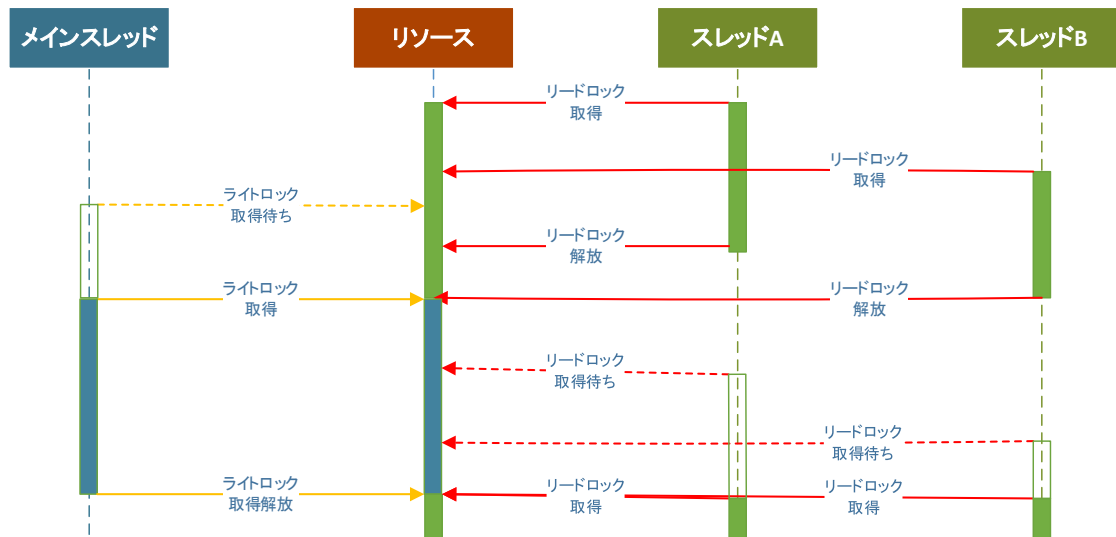 メインスレッド
リソース
スレッドA
スレッドB
リードロック
取得
リードロック
取得
ライトロック
取得待ち
リードロック
解放
ライトロック
取得
リードロック
解放
リードロック
取得待ち
リードロック
取得待ち
ライトロック
取得解放
リードロック
取得
リードロック
取得